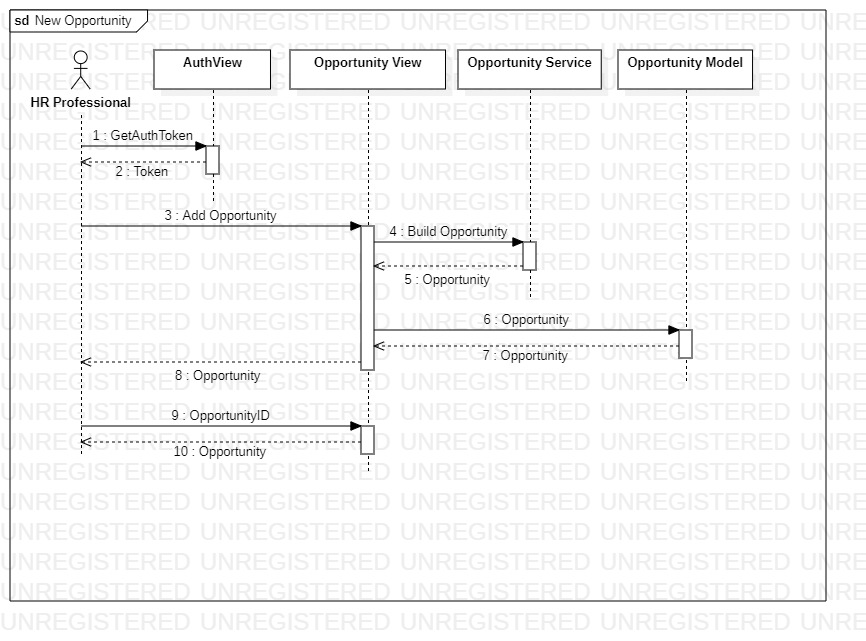 sd New Opportunity
AuthView
Opportunity View
Opportunity Service
Opportunity Model
HR Professional
1 : GetAuthToken
2 : Token
3 : Add Opportunity
4 : Build Opportunity
5 : Opportunity
6 : Opportunity
7 : Opportunity
8 : Opportunity
9 : OpportunityID
10 : Opportunity
UNREGISTERED UNREGISTERED UNREGISTERED UNREGISTERED